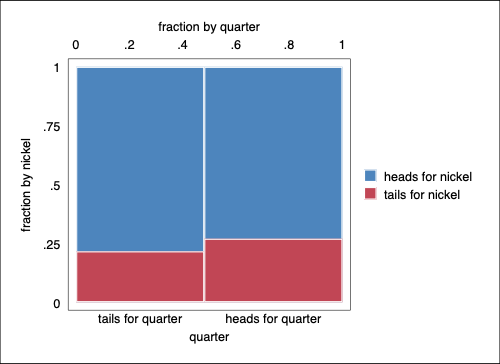 fraction by quarter
0 .2 .4 .6 .8 1
fraction by nickel
1
.75
.5
.25
0
heads for nickel
tails for nickel
tails for quarter heads for quarter
quarter